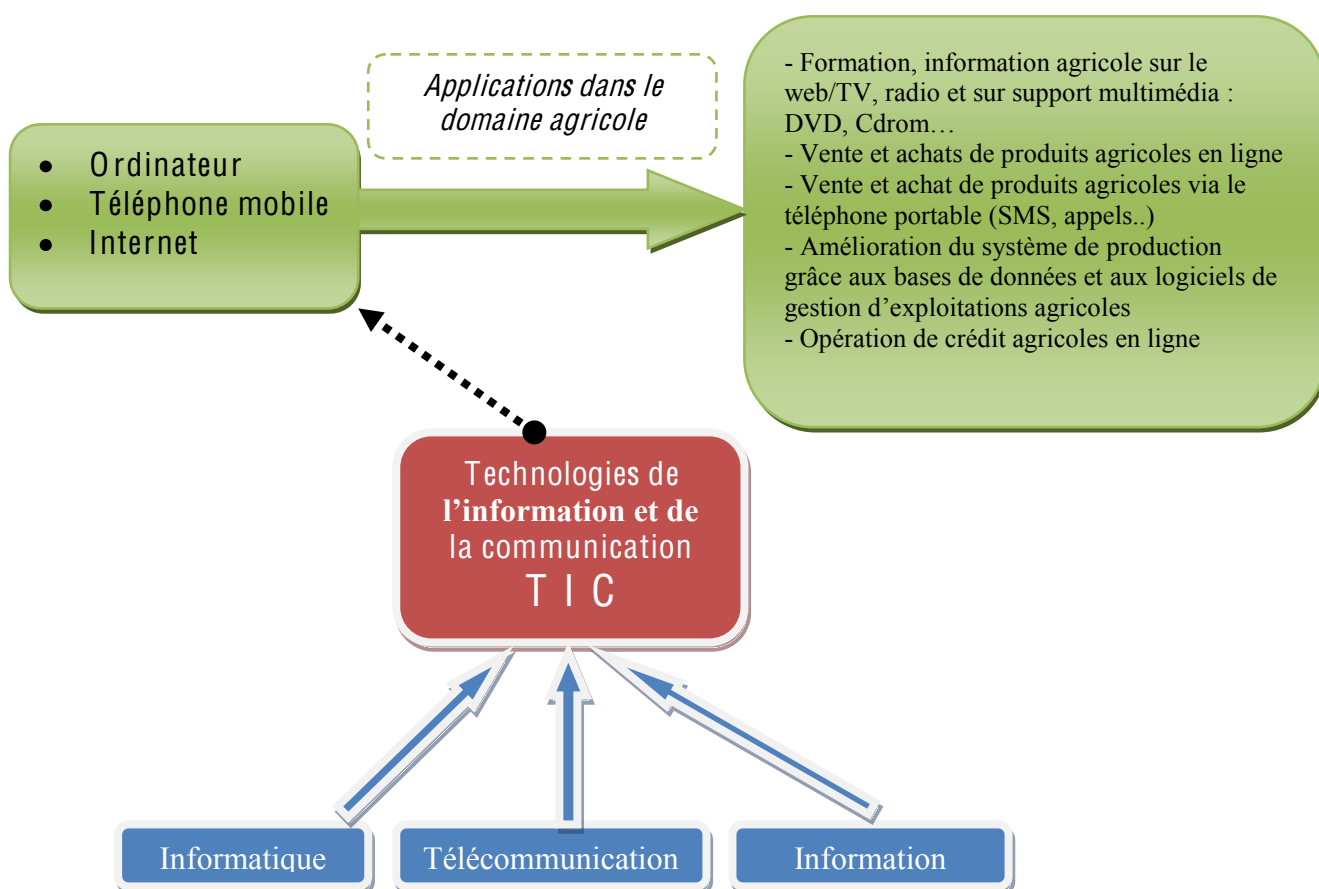 Applications dans le
domaine agricole
• Ordinateur
• Téléphone mobile
• Internet
- Formation, information agricole sur le
web/TV, radio et sur support multimédia :
DVD, Cdrom…
- Vente et achats de produits agricoles en ligne
- Vente et achat de produits agricoles via le
téléphone portable (SMS, appels..)
- Amélioration du système de production
grâce aux bases de données et aux logiciels de
gestion d’exploitations agricoles
- Opération de crédit agricoles en ligne
Technologies de
l’information et de
la communication
T I C
Informatique
Télécommunication
Information